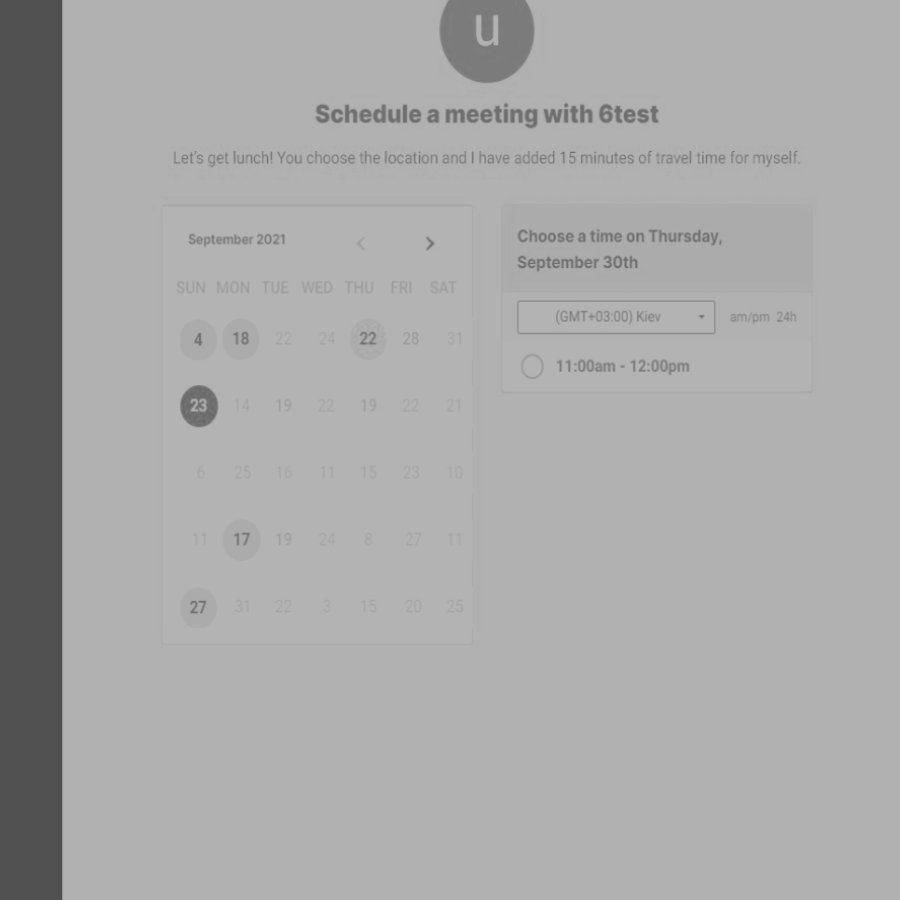 u
Schedule a meeting with 6test
Let's get lunch! You choose the location and I have added 15 minutes of travel time for myself.
September 2021
SUN MON TUE WED THU FRI SAT
4 18 22 24 22 28 31
23 14 19 22 19 22 21
6 25 16 11 15 23 10
11 17 19 24 8 27 11
27 31 22 3 15 20 25
Choose a time on Thursday,
September 30th
(GMT+03:00) Kiev am/pm 24h
11:00am - 12:00pm